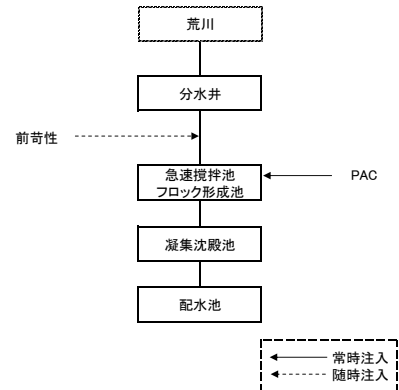 荒川
分水井
前苛性
急速撹拌池
フロック形成池
PAC
凝集沈殿池
配水池
常時注入
随時注入